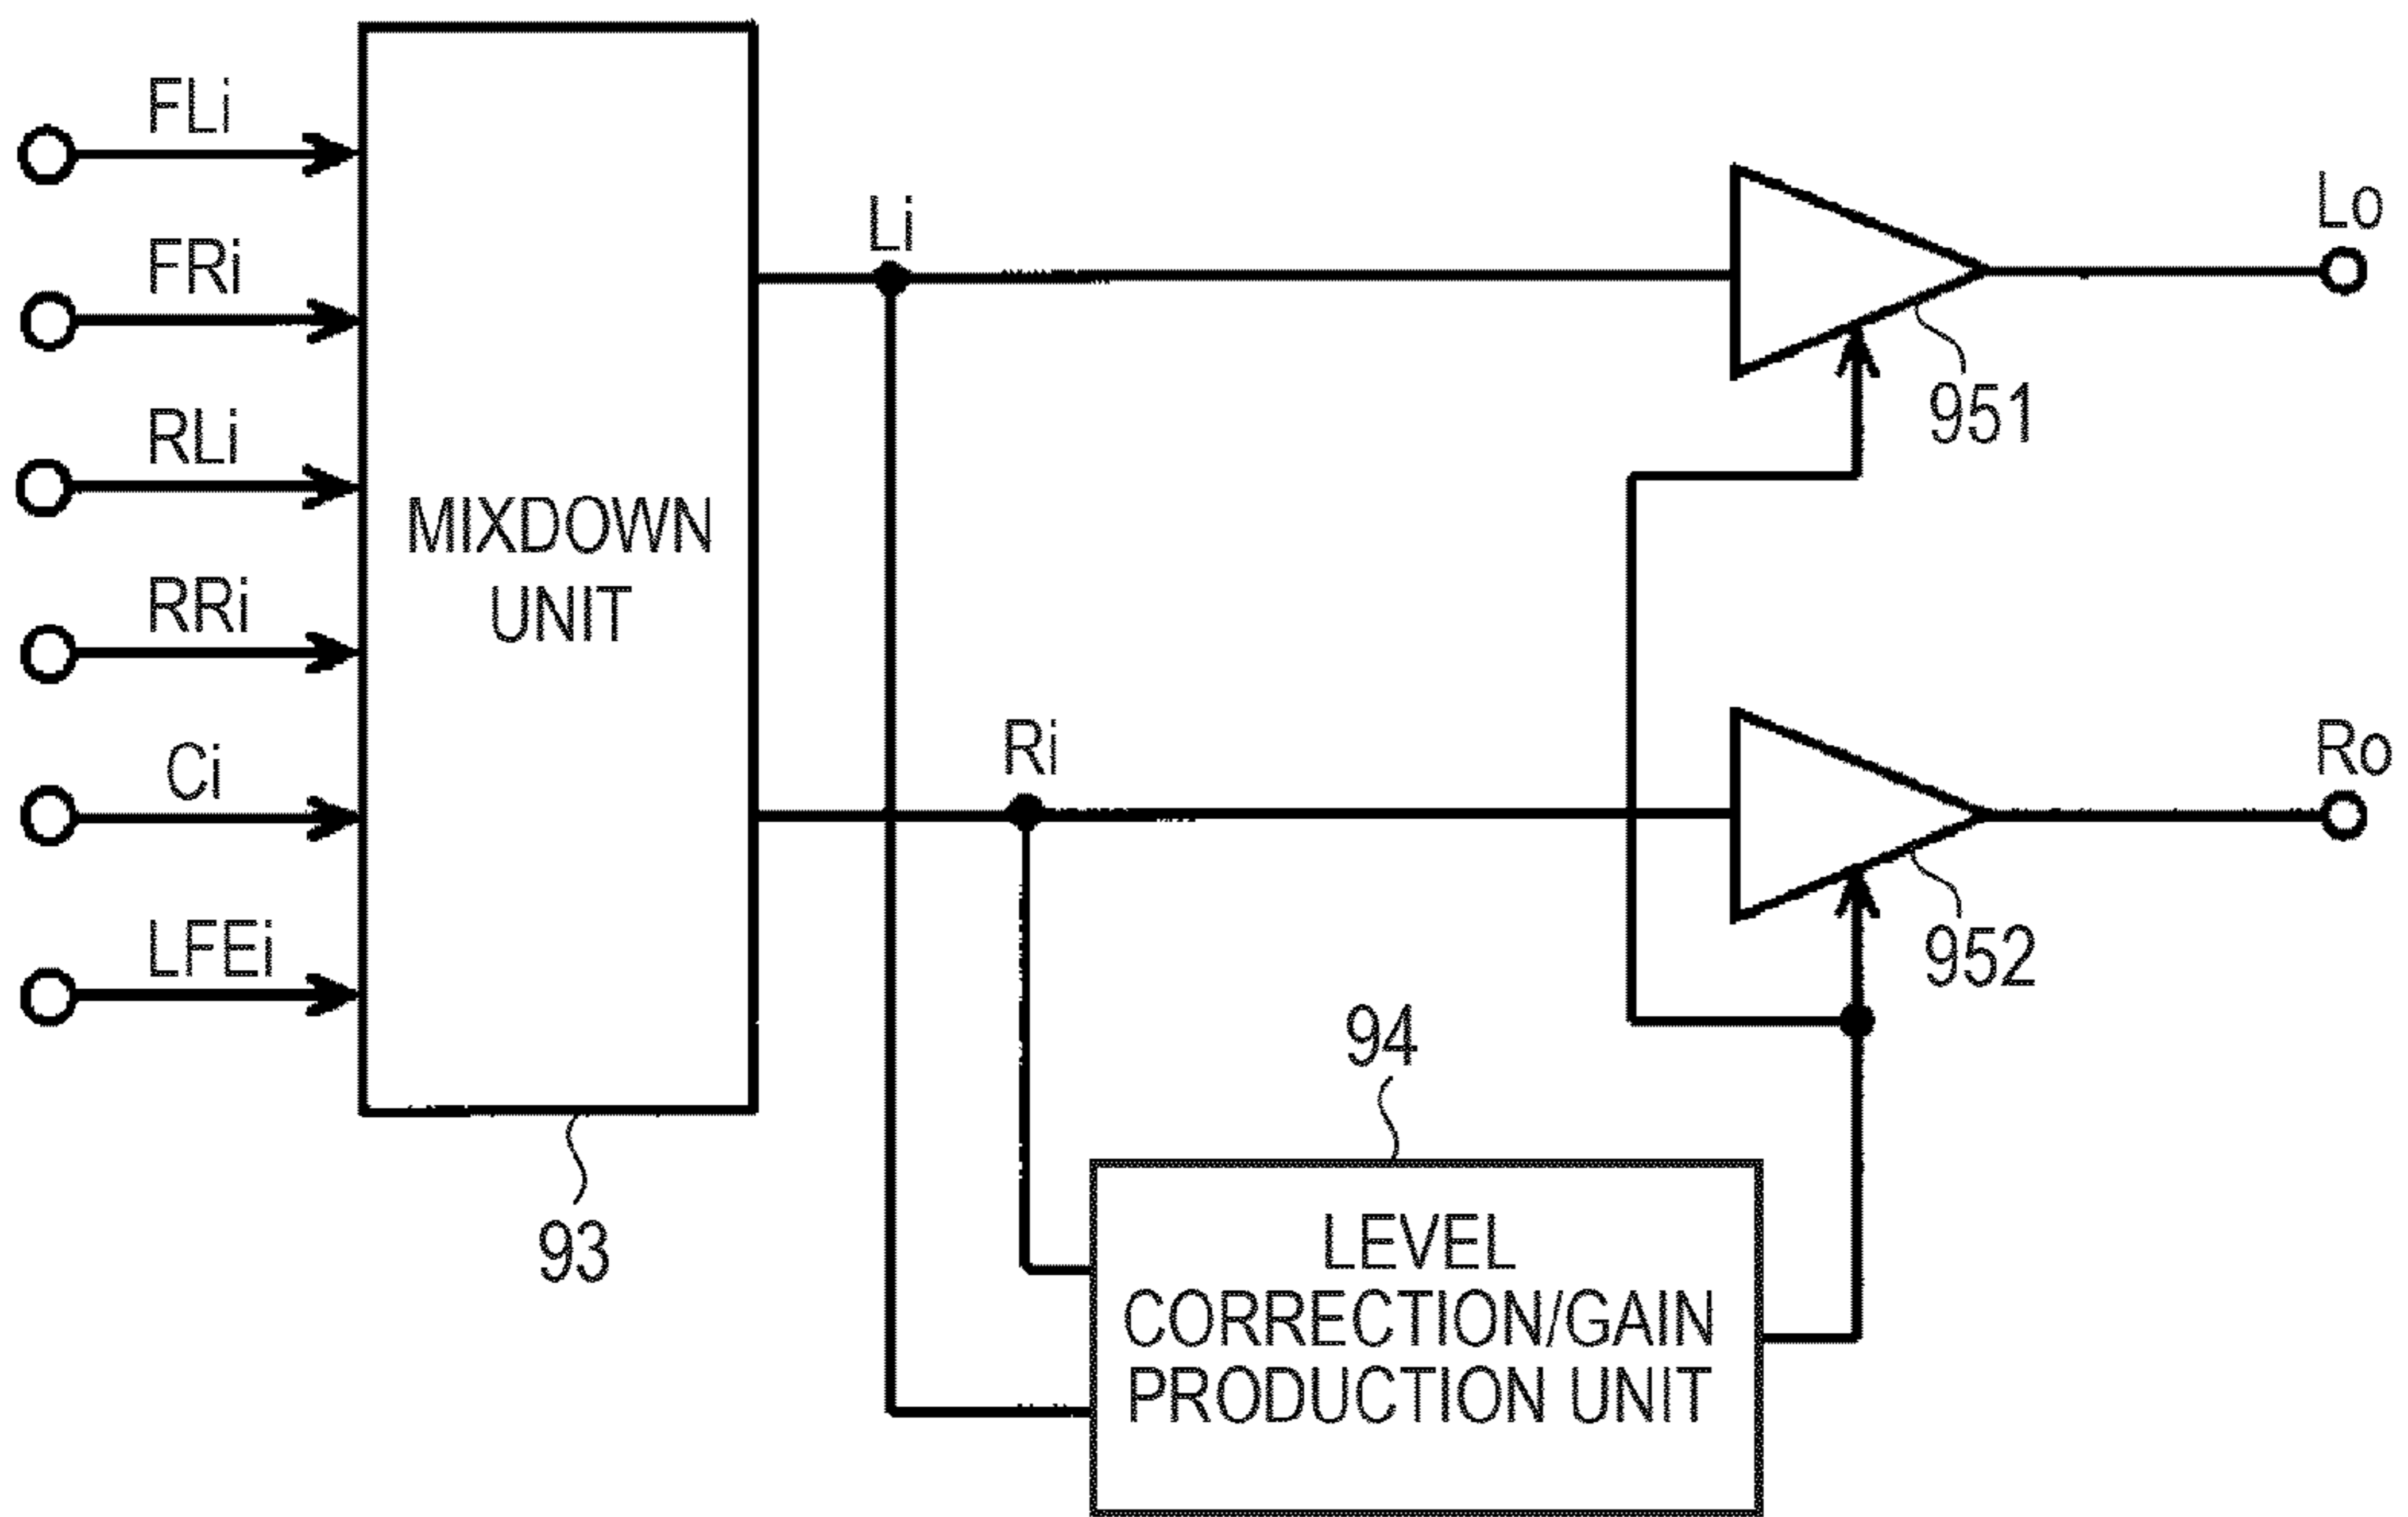 FLi
FRi
RLi
RRi
Ci
LFEi
MIXDOWN
UNIT
93
Li
Ri
951
Lo
952
Ro
94
LEVEL
CORRECTION/GAIN
PRODUCTION UNIT